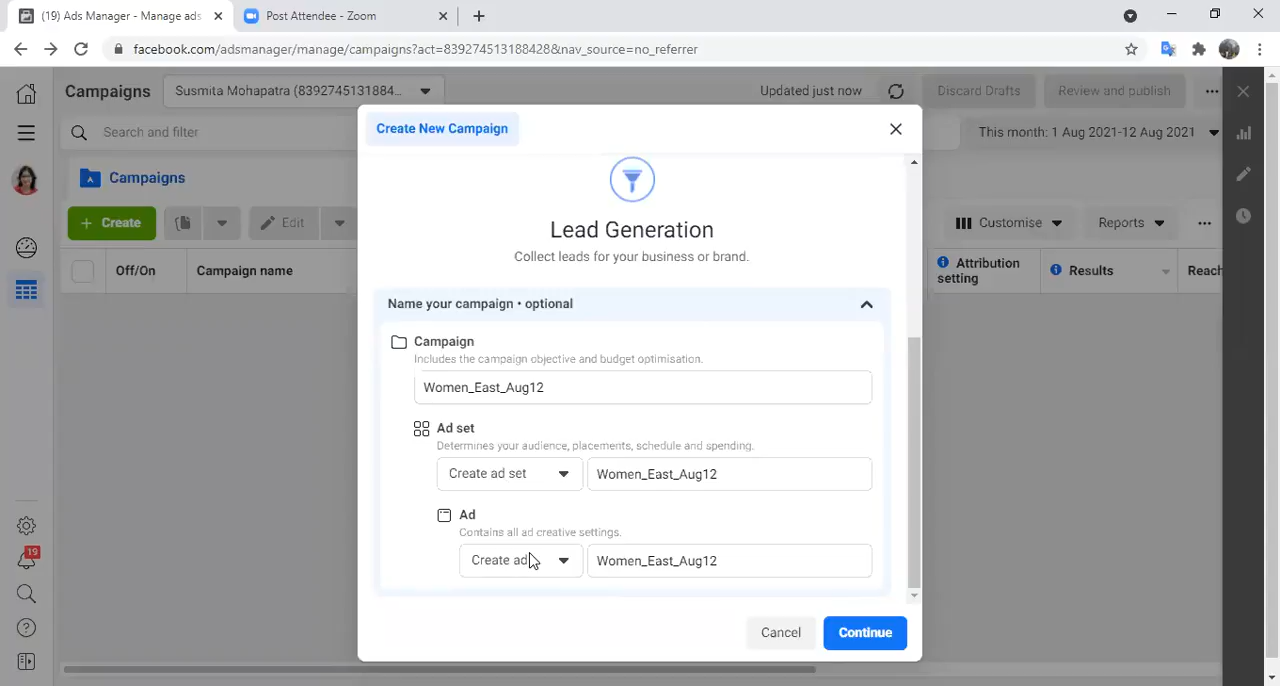 (19) Ads Manager - Manage ads
Post Attendee - Zoom
facebook.com/adsmanager/manage/campaigns?act=839274513188428&nav_source=no_referrer
Campaigns
Susmita Mohapatra (8392745131884...
Updated just now
Discard Drafts
Review and publish
Search and filter
This month: 1 Aug 2021-12 Aug 2021
Campaigns
+ Create
Edit
Customise
Reports
Off/On
Campaign name
Attribution setting
Results
Reach
Create New Campaign
Lead Generation
Collect leads for your business or brand.
Name your campaign • optional
Campaign
Includes the campaign objective and budget optimisation.
Women_East_Aug12
Ad set
Determines your audience, placements, schedule and spending.
Create ad set
Women_East_Aug12
Ad
Contains all ad creative settings.
Create ad
Women_East_Aug12
Cancel
Continue
19